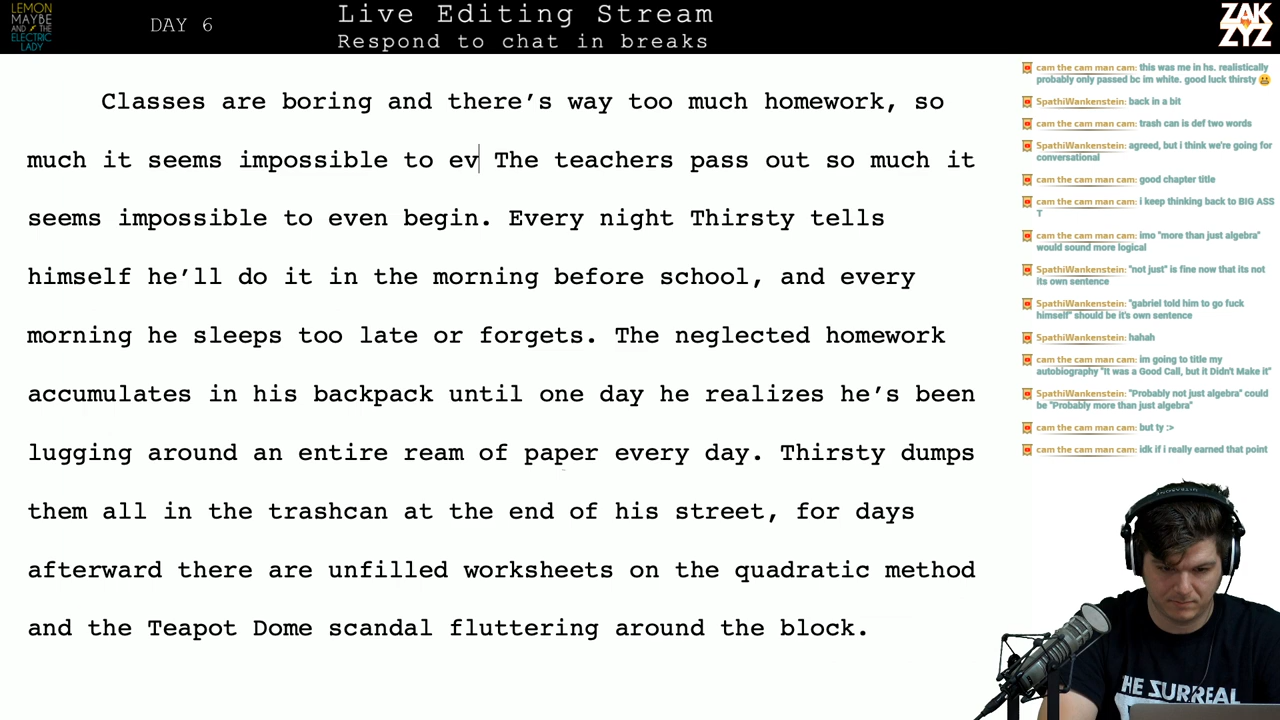 LEMON
MAYBE
AND THE
ELECTRIC
LADY
DAY 6
Live Editing Stream
Respond to chat in breaks
ZAK
ZYZ
Classes are boring and there’s way too much homework, so
much it seems impossible to ev The teachers pass out so much it
seems impossible to even begin. Every night Thirsty tells
himself he’ll do it in the morning before school, and every
morning he sleeps too late or forgets. The neglected homework
accumulates in his backpack until one day he realizes he’s been
lugging around an entire ream of paper every day. Thirsty dumps
them all in the trashcan at the end of his street, for days
afterward there are unfilled worksheets on the quadratic method
and the Teapot Dome scandal fluttering around the block.
cam the cam man cam: this was me in hs. realistically
probably only passed bc im white. good luck thirsty
SpathiWankenstein: back in a bit
cam the cam man cam: trash can is def two words
SpathiWankenstein: agreed, but i think we're going for
conversational
cam the cam man cam: good chapter title
cam the cam man cam: i keep thinking back to BIG ASS
T
cam the cam man cam: imo "more than just algebra"
would sound more logical
SpathiWankenstein: "not just" is fine now that its not
its own sentence
SpathiWankenstein: "gabriel told him to go fuck
himself" should be it's own sentence
SpathiWankenstein: hahah
cam the cam man cam: im going to title my
autobiography "It was a Good Call, but it Didn't Make it"
SpathiWankenstein: "Probably not just algebra" could
be "Probably more than just algebra"
cam the cam man cam: but ty :>
cam the cam man cam: idk if i really earned that point
THE SURREAL